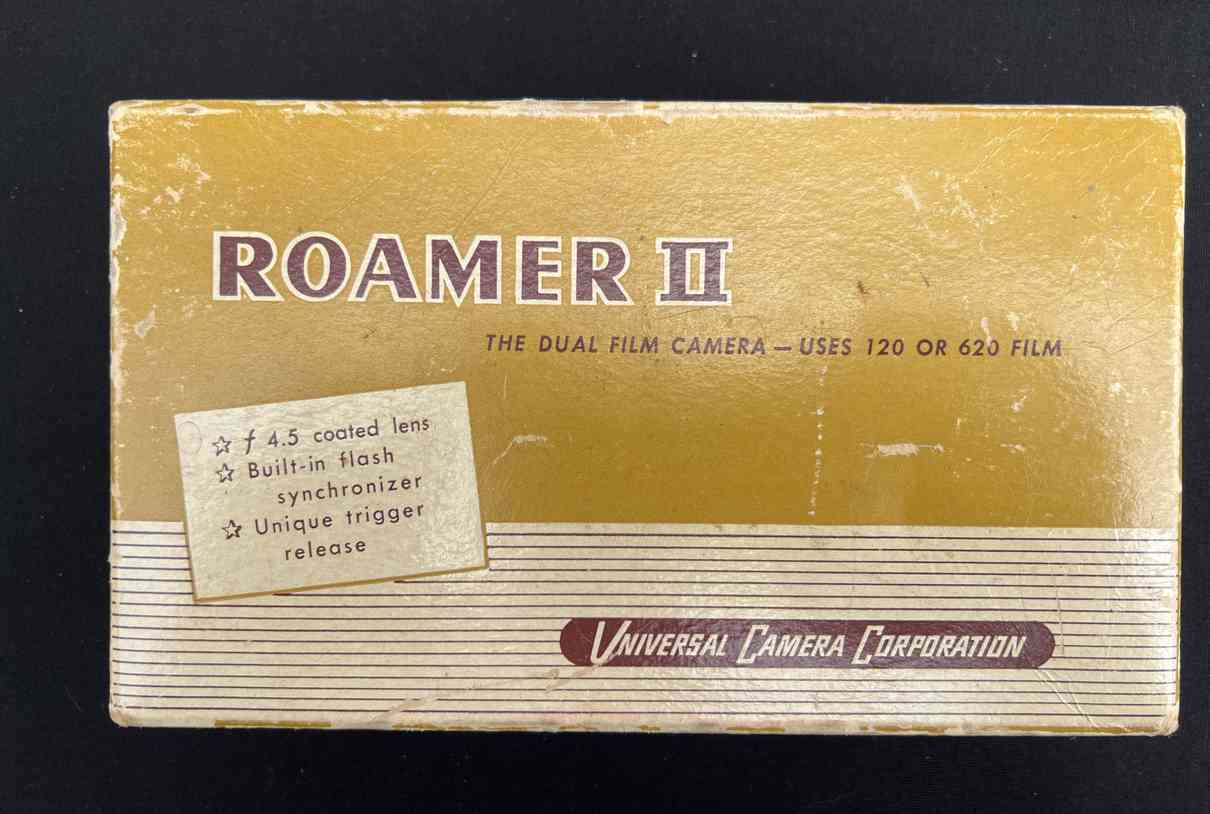 ROAMER II
THE DUAL FILM CAMERA — USES 120 OR 620 FILM
☆ ƒ 4.5 coated lens
☆ Built-in flash
synchronizer
☆ Unique trigger
release
UNIVERSAL CAMERA CORPORATION